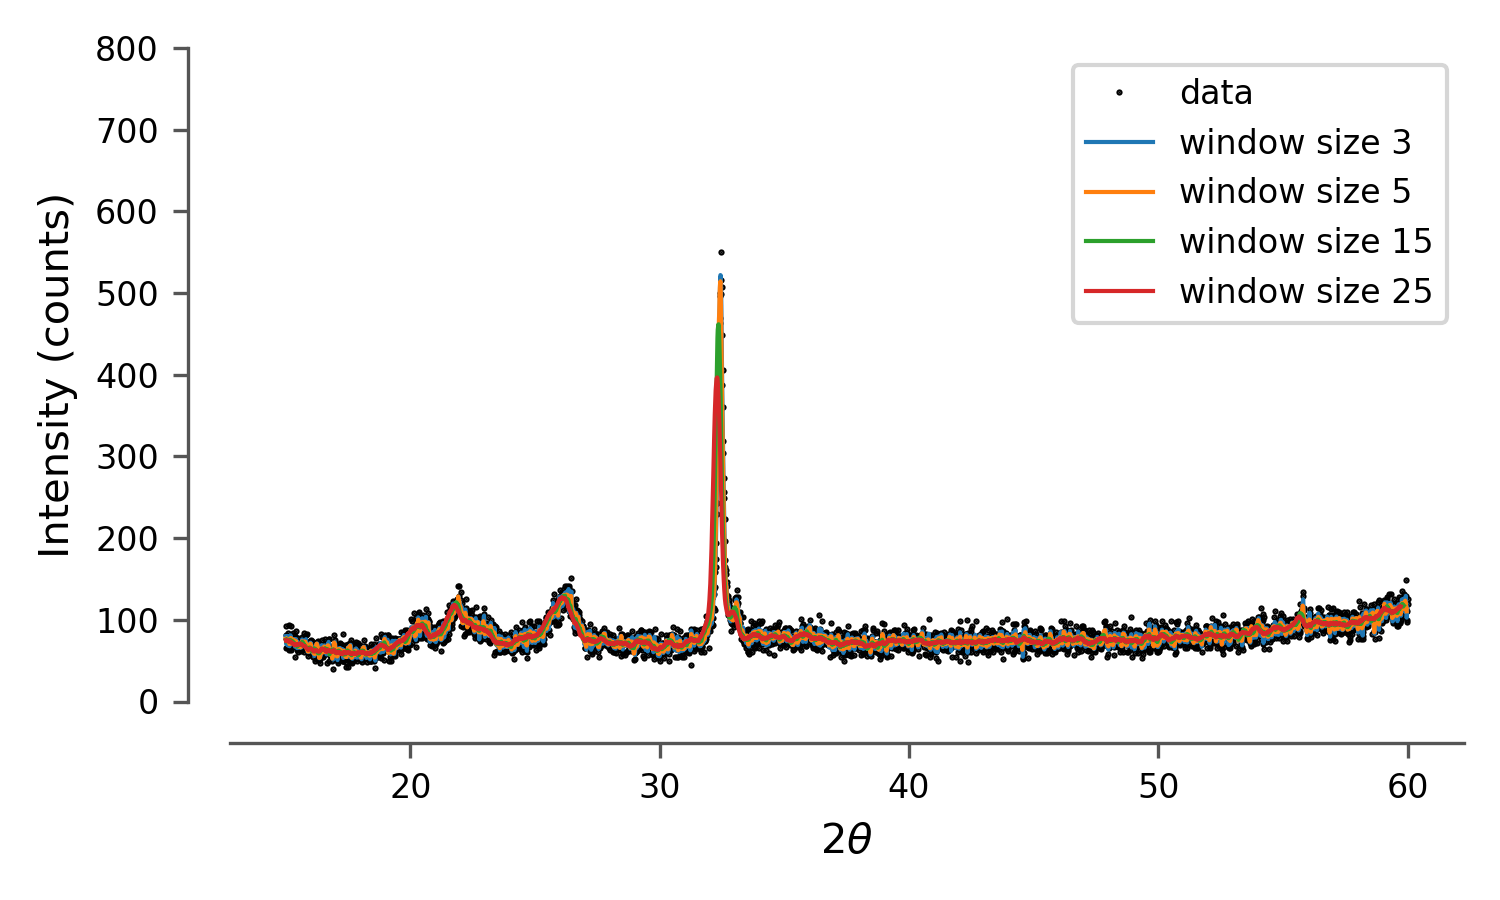 800
700
600
500
400
300
200
100
0
Intensity (counts)
data
window size 3
window size 5
window size 15
window size 25
20 30 40 50 60
2θ